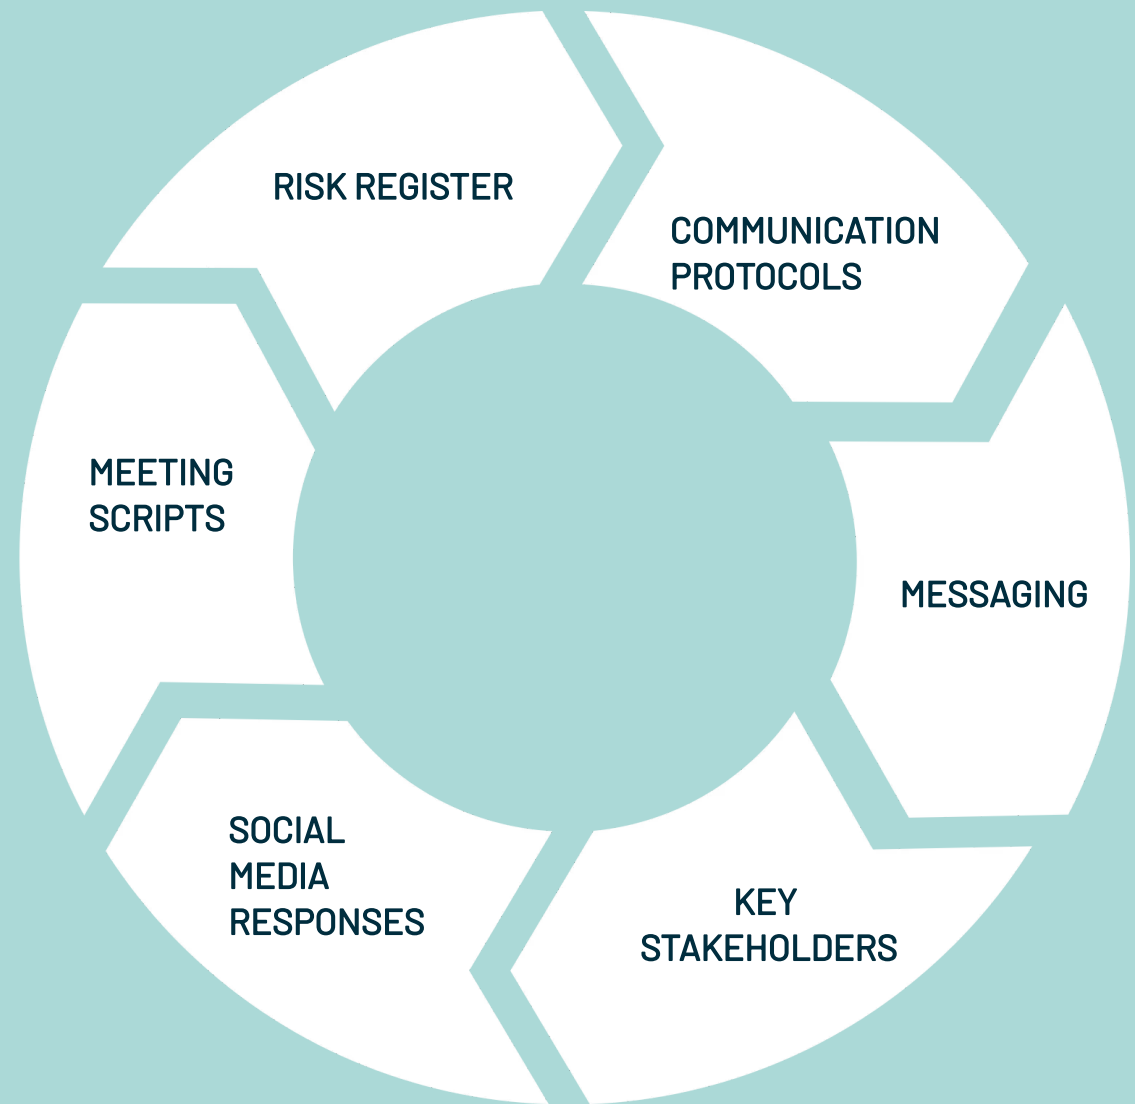 RISK REGISTER
COMMUNICATION
PROTOCOLS
MESSAGING
KEY
STAKEHOLDERS
SOCIAL
MEDIA
RESPONSES
MEETING
SCRIPTS